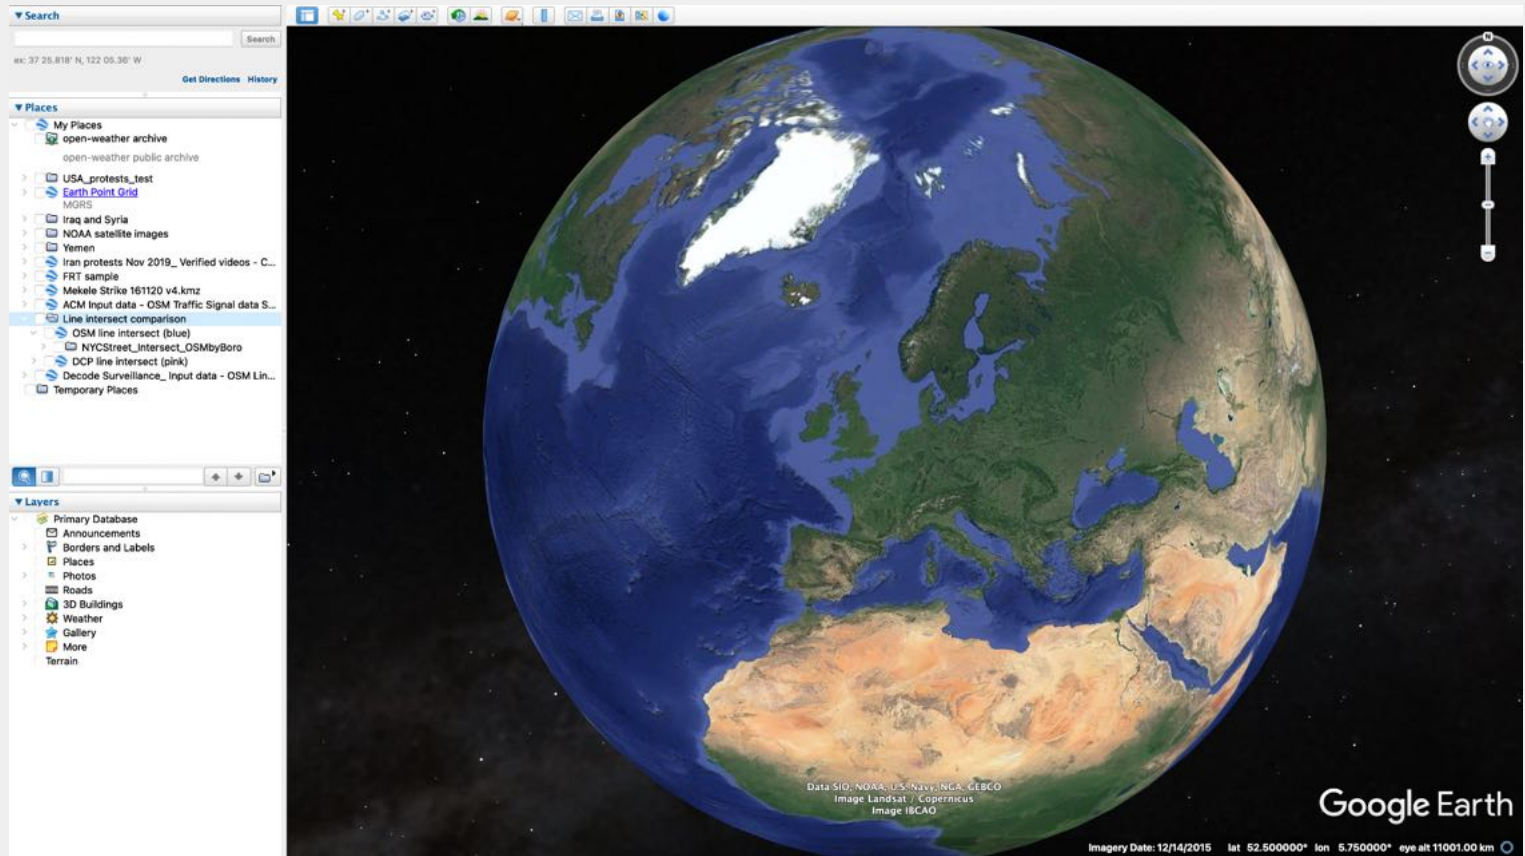 Search
Search
ex: 37 25.818' N, 122 05.36' W
Get Directions History
Places
My Places
open-weather archive
open-weather public archive
USA_protests_test
Earth Point Grid
MGRS
Iraq and Syria
NOAA satellite images
Yemen
Iran protests Nov 2019_ Verified videos - C...
FRT sample
Mekele Strike 161120 v4.kmz
ACM Input data - OSM Traffic Signal data S...
Line intersect comparison
OSM line intersect (blue)
NYCStreet_Intersect_OSMbyBoro
DCP line intersect (pink)
Decode Surveillance_ Input data - OSM Lin...
Temporary Places
Layers
Primary Database
Announcements
Borders and Labels
Places
Photos
Roads
3D Buildings
Weather
Gallery
More
Terrain
N
Data SIO, NOAA, U.S. Navy, NGA, GEBCO
Image Landsat / Copernicus
Image IBCAO
Google Earth
Imagery Date: 12/14/2015 lat 52.500000° lon 5.750000° eye alt 11001.00 km